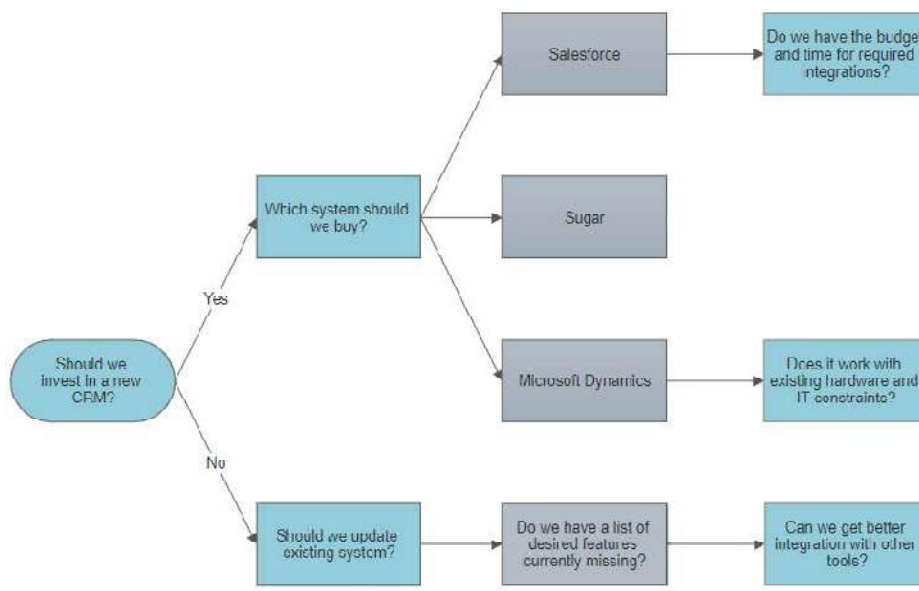 Salesforce
Do we have the budget
and time for required
integrations?
Which system should
we buy?
Sugar
Yes
Should we
invest in a new
CRM?
Microsoft Dynamics
Does it work with
existing hardware and
IT constraints?
No
Should we update
existing system?
Do we have a list of
desired features
currently missing?
Can we get better
integration with other
tools?